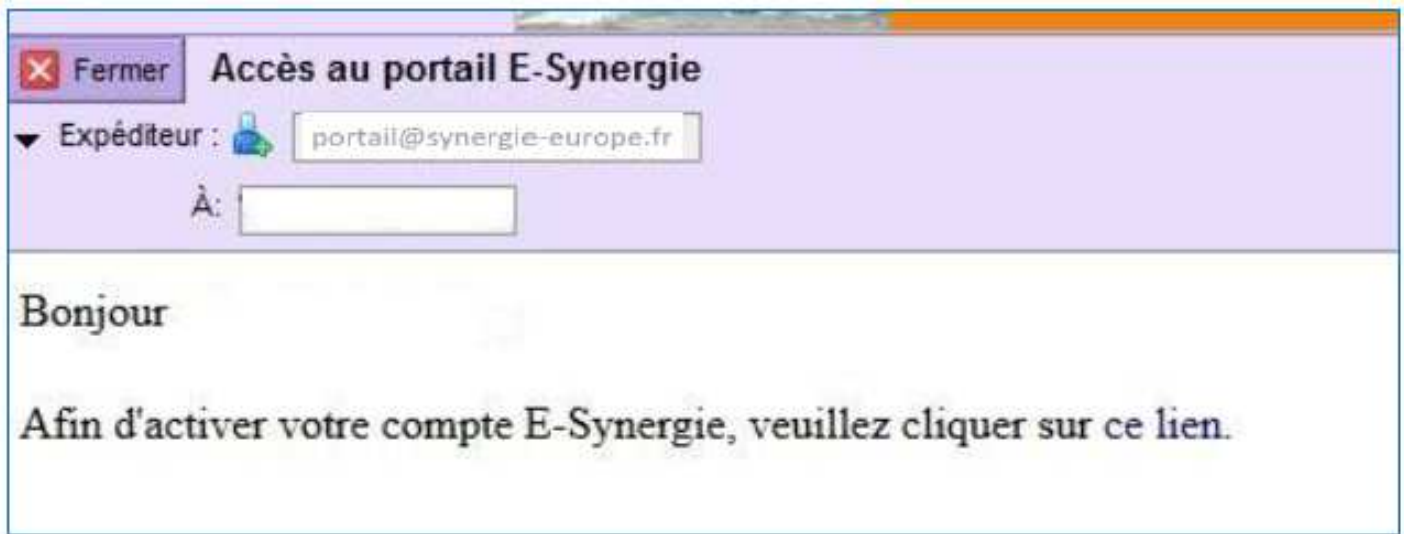 Fermer Accès au portail E-Synergie
Expéditeur : portail@synergie-europe.fr
À:
Bonjour
Afin d'activer votre compte E-Synergie, veuillez cliquer sur ce lien.